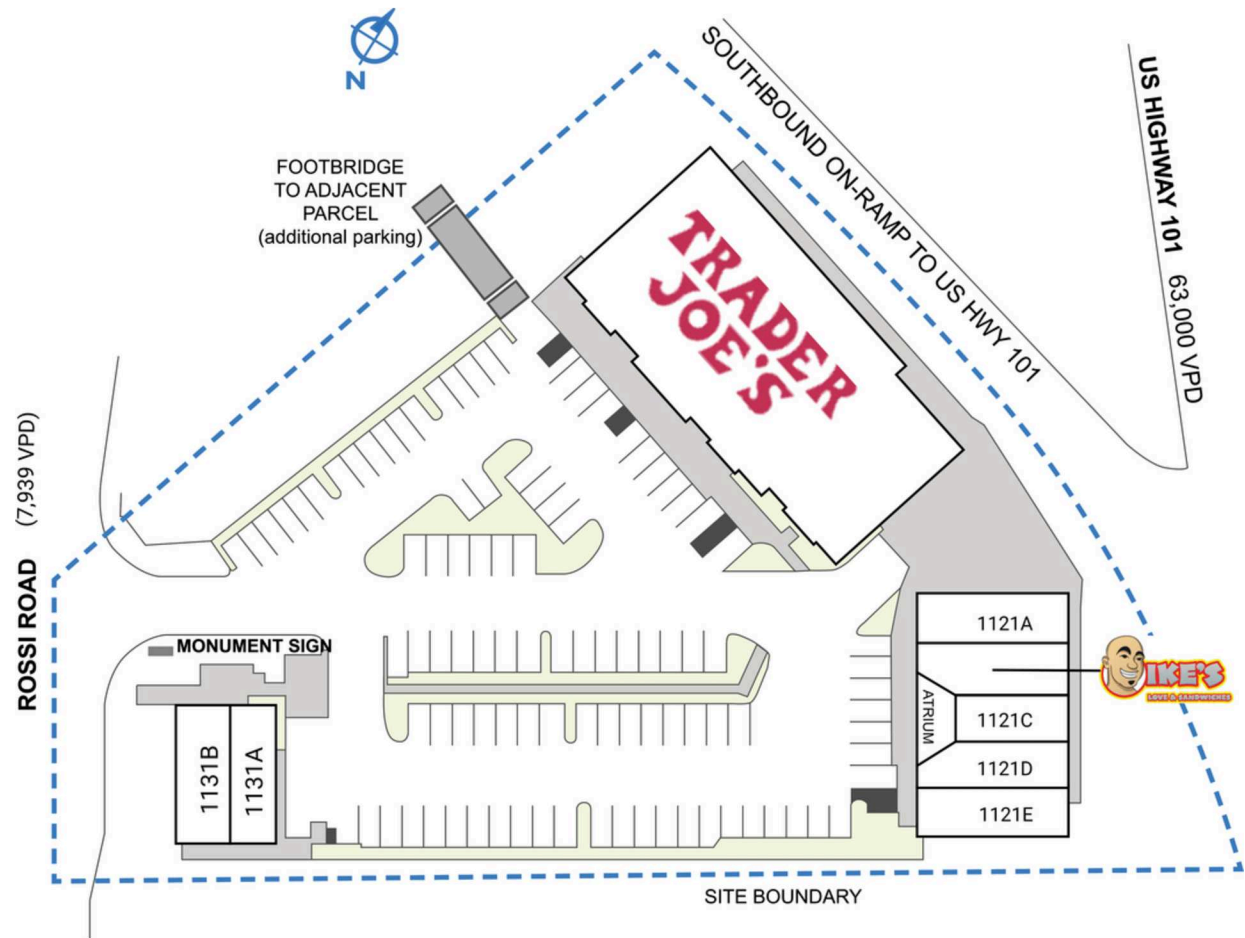 N
FOOTBRIDGE
TO ADJACENT
PARCEL
(additional parking)
SOUTHBOUND ON-RAMP TO US HWY 101
US HIGHWAY 101 63,000 VPD
TRADER
JOE'S
ROSSI ROAD (7,939 VPD)
MONUMENT SIGN
1131B
1131A
1121A
IKE'S
LOVE & SANDWICHES
ATRIUM
1121C
1121D
1121E
SITE BOUNDARY